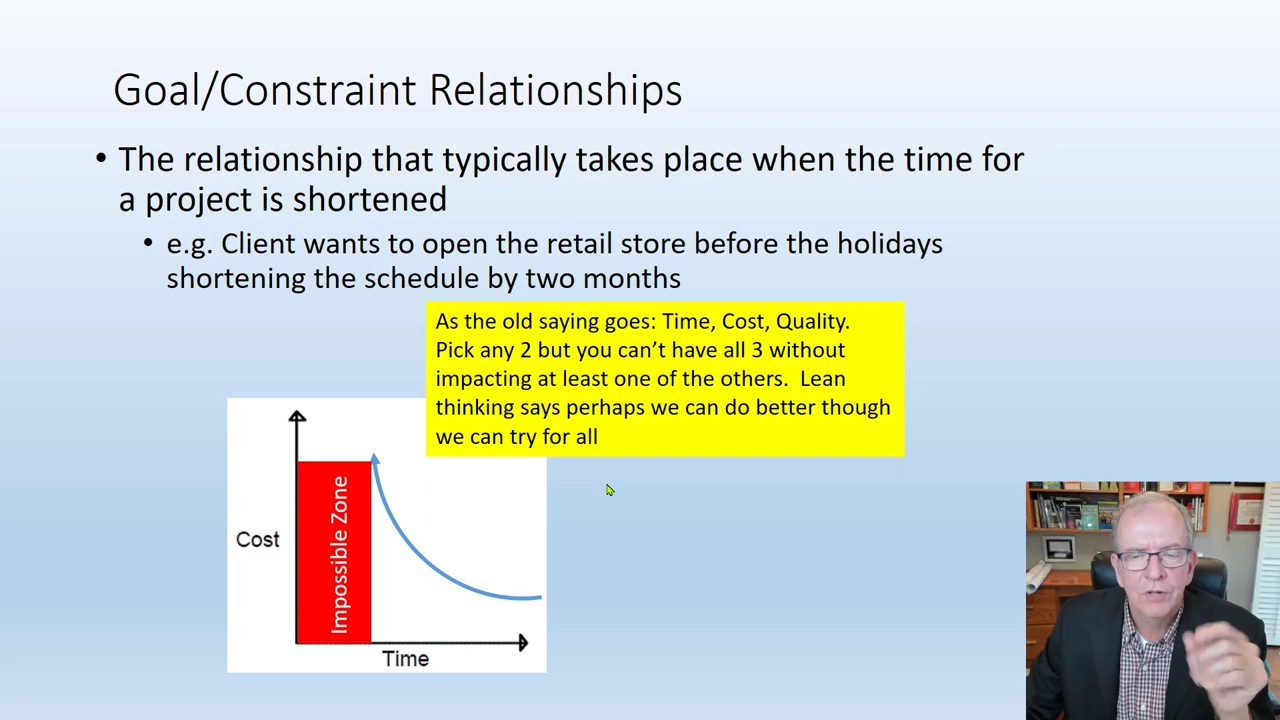 Goal/Constraint Relationships
• The relationship that typically takes place when the time for
a project is shortened
• e.g. Client wants to open the retail store before the holidays
shortening the schedule by two months
As the old saying goes: Time, Cost, Quality.
Pick any 2 but you can’t have all 3 without
impacting at least one of the others.  Lean
thinking says perhaps we can do better though
we can try for all
Impossible Zone
Cost
Time